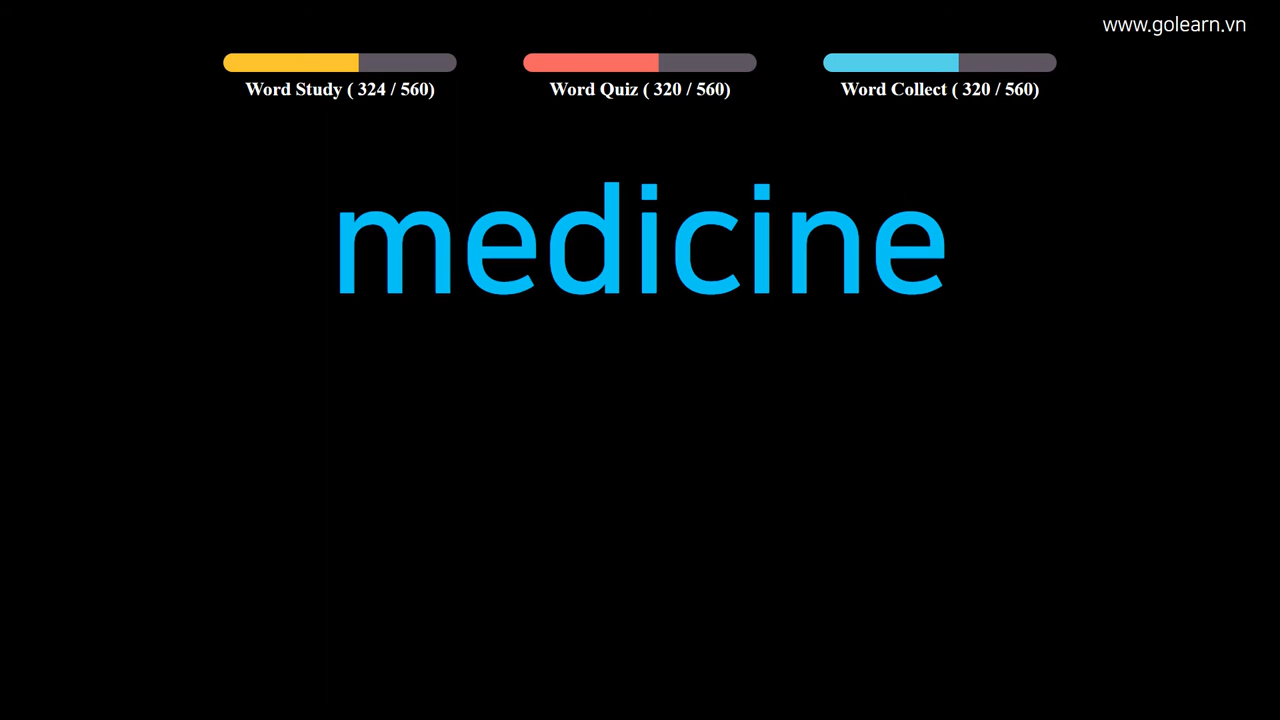 www.golearn.vn
Word Study ( 324 / 560)
Word Quiz ( 320 / 560)
Word Collect ( 320 / 560)
medicine